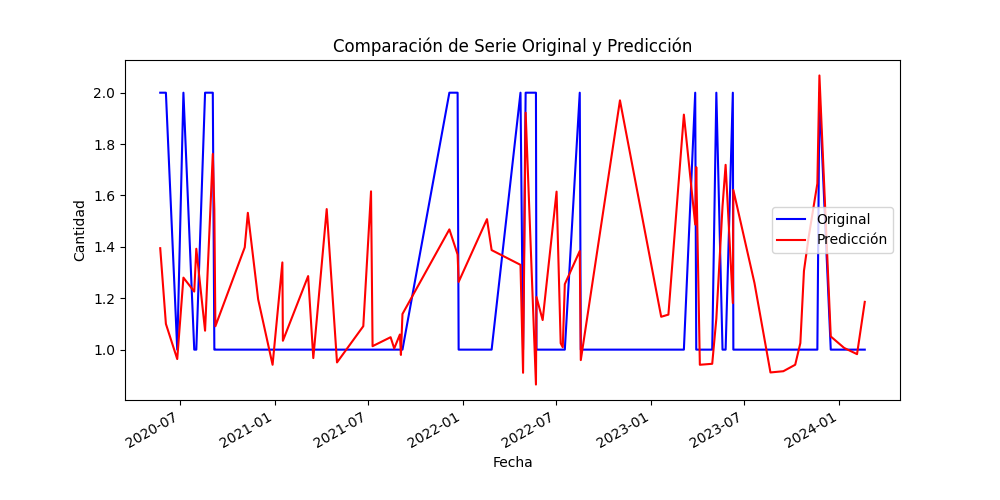 Comparación de Serie Original y Predicción
Cantidad
2.0
1.8
1.6
1.4
1.2
1.0
Original
Predicción
2020-07
2021-01
2021-07
2022-01
2022-07
2023-01
2023-07
2024-01
Fecha